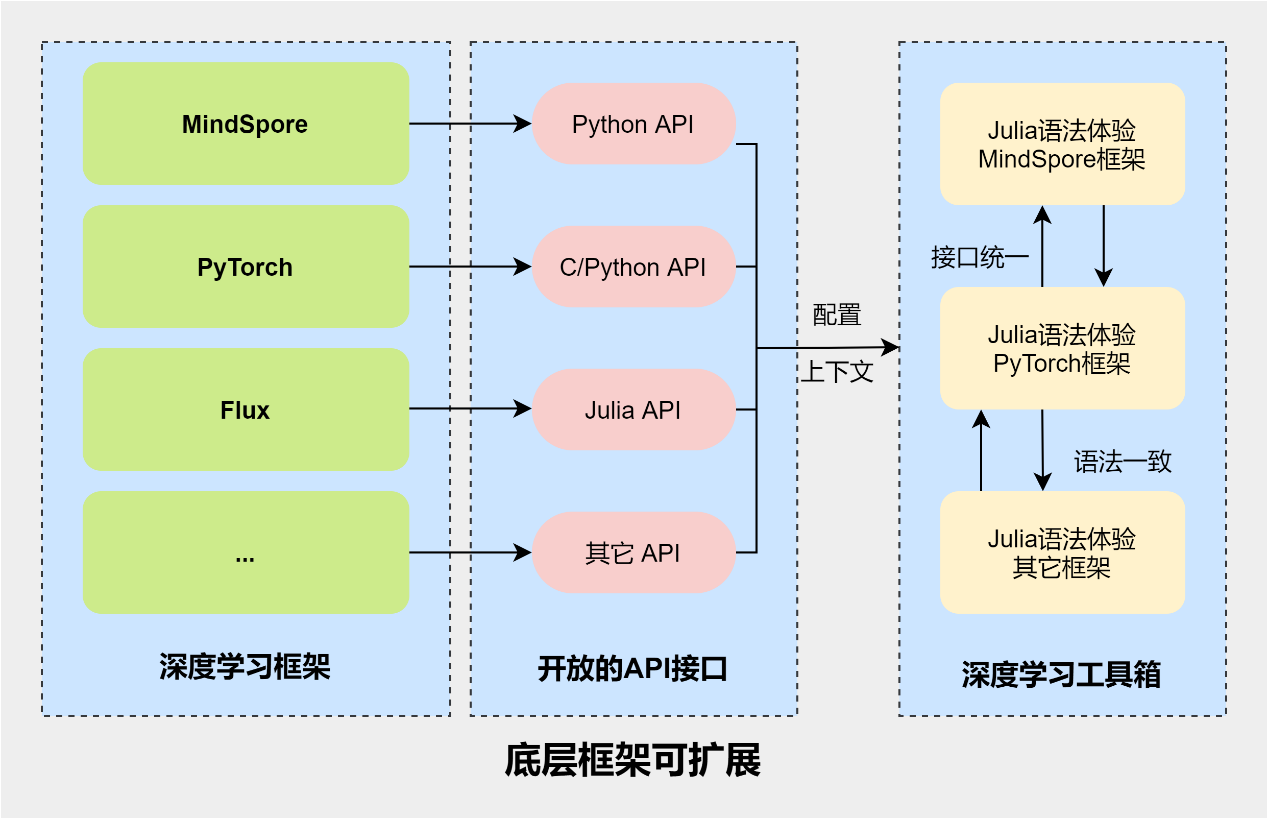 MindSpore
PyTorch
Flux
...
深度学习框架
Python API
C/Python API
Julia API
其它 API
开放的API接口
配置
上下文
Julia语法体验
MindSpore框架
接口统一
Julia语法体验
PyTorch框架
语法一致
Julia语法体验
其它框架
深度学习工具箱
底层框架可扩展